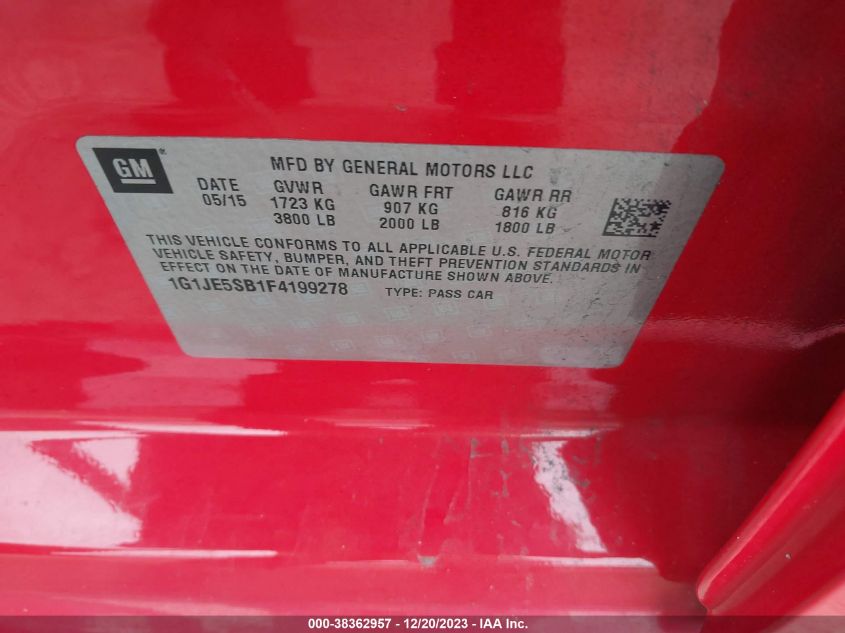 GM®
MFD BY GENERAL MOTORS LLC
DATE GVWR GAWR FRT GAWR RR
05/15 1723 KG 907 KG 816 KG
3800 LB 2000 LB 1800 LB
THIS VEHICLE CONFORMS TO ALL APPLICABLE U.S. FEDERAL MOTOR
VEHICLE SAFETY, BUMPER, AND THEFT PREVENTION STANDARDS IN
EFFECT ON THE DATE OF MANUFACTURE SHOWN ABOVE.
1G1JE5SB1F4199278 TYPE: PASS CAR
000-38362957 - 12/20/2023 - IAA Inc.